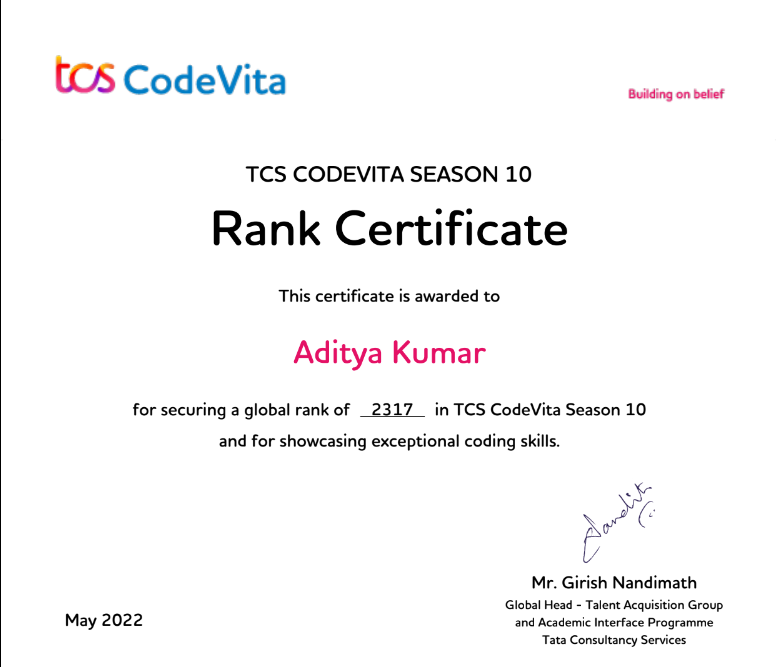 tcs CodeVita
Building on belief
TCS CODEVITA SEASON 10
Rank Certificate
This certificate is awarded to
Aditya Kumar
for securing a global rank of 2317 in TCS CodeVita Season 10
and for showcasing exceptional coding skills.
Mr. Girish Nandimath
Global Head - Talent Acquisition Group
and Academic Interface Programme
Tata Consultancy Services
May 2022